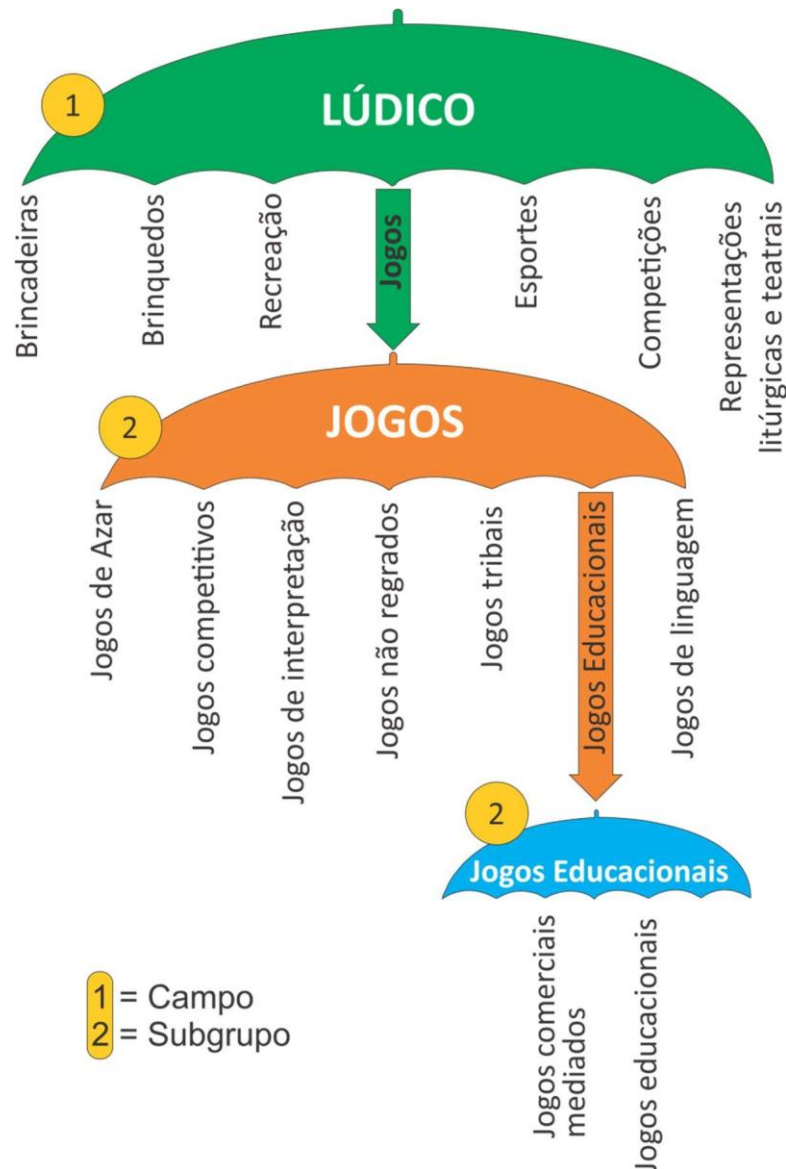 1
LÚDICO
Brincadeiras
Brinquedos
Recreação
Jogos
Esportes
Competições
Representações
litúrgicas e teatrais
2
JOGOS
Jogos de Azar
Jogos competitivos
Jogos de interpretação
Jogos não regrados
Jogos tribais
Jogos Educacionais
Jogos de linguagem
2
Jogos Educacionais
Jogos comerciais
mediados
Jogos educacionais
1 = Campo
2 = Subgrupo